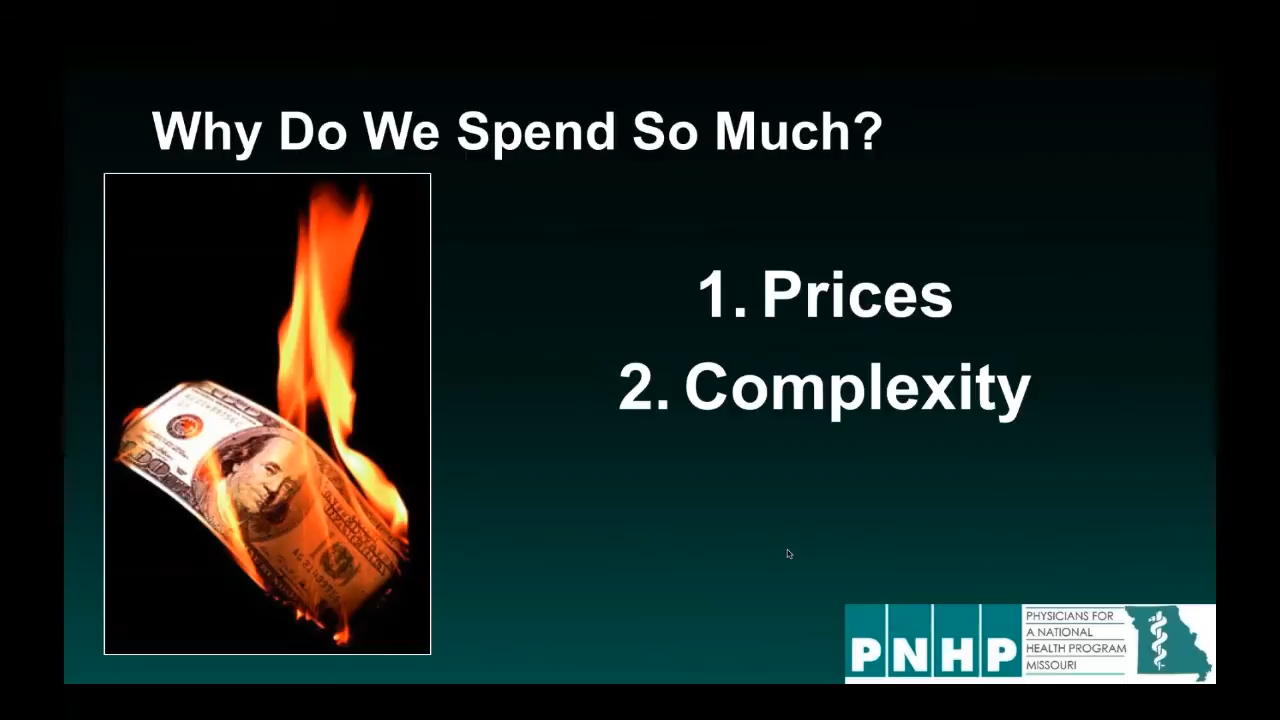 Why Do We Spend So Much?
1. Prices
2. Complexity
PNHP
PHYSICIANS FOR
A NATIONAL
HEALTH PROGRAM
MISSOURI